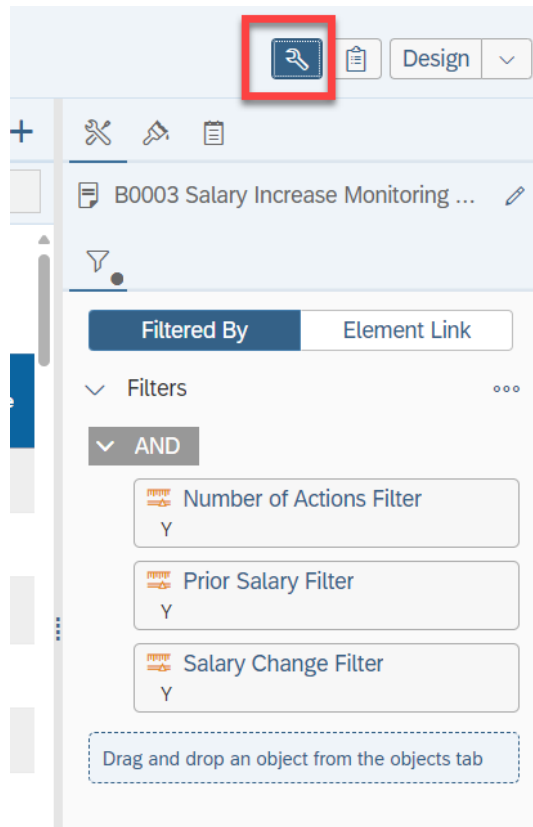 Design
B0003 Salary Increase Monitoring ...
Filtered By
Element Link
Filters
AND
Number of Actions Filter
Y
Prior Salary Filter
Y
Salary Change Filter
Y
Drag and drop an object from the objects tab